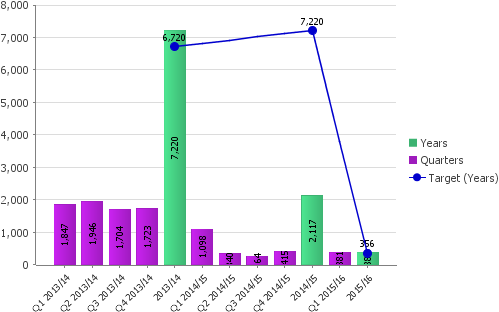 8,000
7,000
6,000
5,000
4,000
3,000
2,000
1,000
0
6,720
7,220
356
1,847
1,946
1,704
1,723
7,220
1,098
415
2,117
381
Q1 2013/14
Q2 2013/14
Q3 2013/14
Q4 2013/14
2013/14
Q1 2014/15
Q2 2014/15
Q3 2014/15
Q4 2014/15
2014/15
Q1 2015/16
2015/16
Years
Quarters
Target (Years)